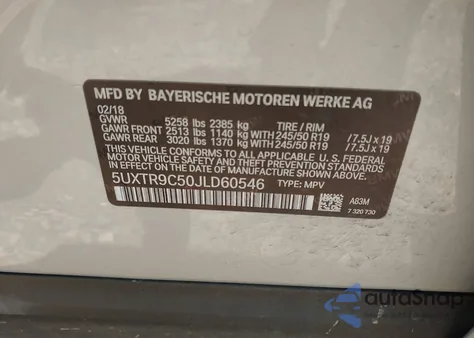 MFD BY BAYERISCHE MOTOREN WERKE AG
02/18
GVWR 5258 lbs 2385 kg TIRE / RIM
GAWR FRONT 2513 lbs 1140 kg WITH 245/50 R19 /7.5J x 19
GAWR REAR 3020 lbs 1370 kg WITH 245/50 R19 /7.5J x 19
THIS VEHICLE CONFORMS TO ALL APPLICABLE U.S. FEDERAL
MOTOR VEHICLE SAFETY AND THEFT PREVENTION
STANDARDS IN EFFECT ON THE DATE OF MANUFACTURE
SHOWN ABOVE.
5UXTR9C50JLD60546 TYPE: MPV
A83M
7 320 730
autoSnap